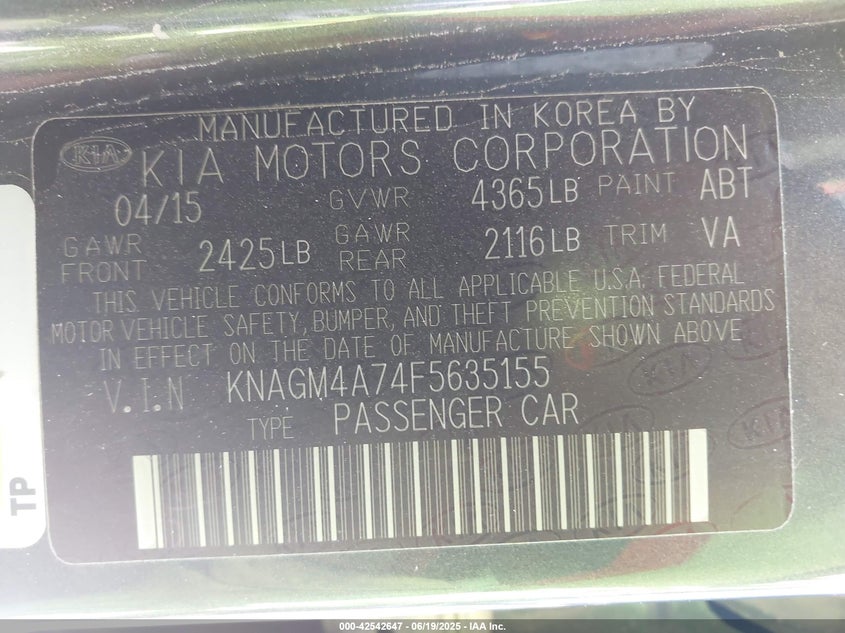 MANUFACTURED IN KOREA BY
KIA KIA MOTORS CORPORATION
04/15 GVWR 4365LB PAINT ABT
GAWR FRONT 2425LB GAWR REAR 2116LB TRIM VA
THIS VEHICLE CONFORMS TO ALL APPLICABLE U.S.A. FEDERAL
MOTOR VEHICLE SAFETY, BUMPER, AND THEFT PREVENTION STANDARDS
IN EFFECT ON THE DATE OF MANUFACTURE SHOWN ABOVE
V.I.N KNAGM4A74F5635155
TYPE PASSENGER CAR
KIA
KIA
TP
000-42542647 - 06/19/2025 - IAA Inc.